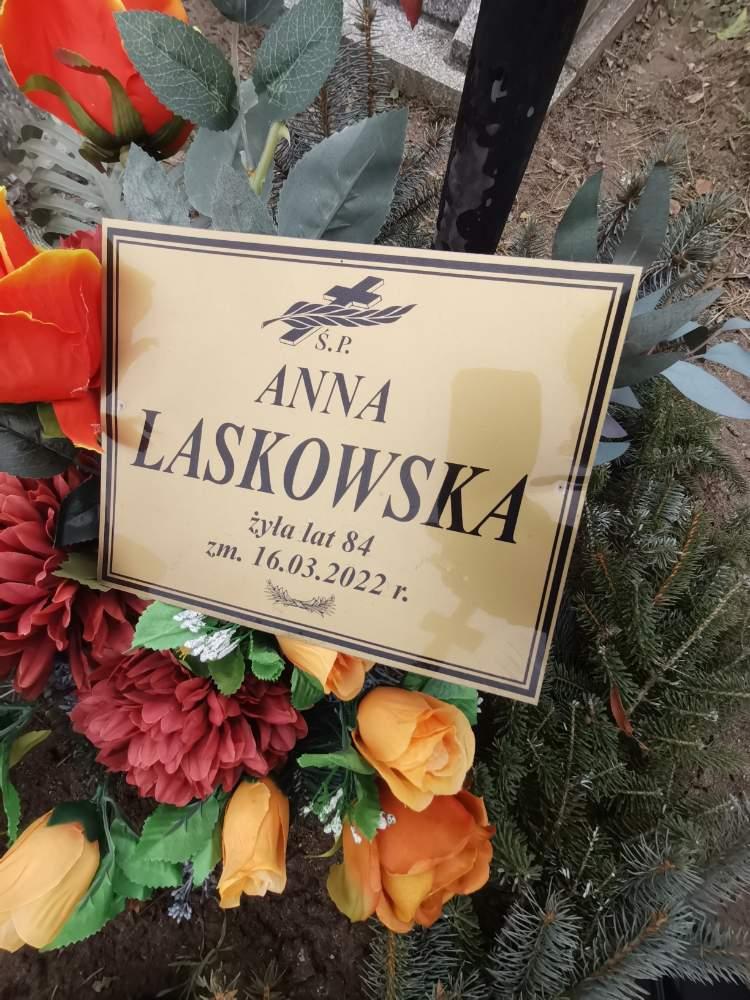 Ś.P.
ANNA
LASKOWSKA
żyła lat 84
zm. 16.03.2022 r.